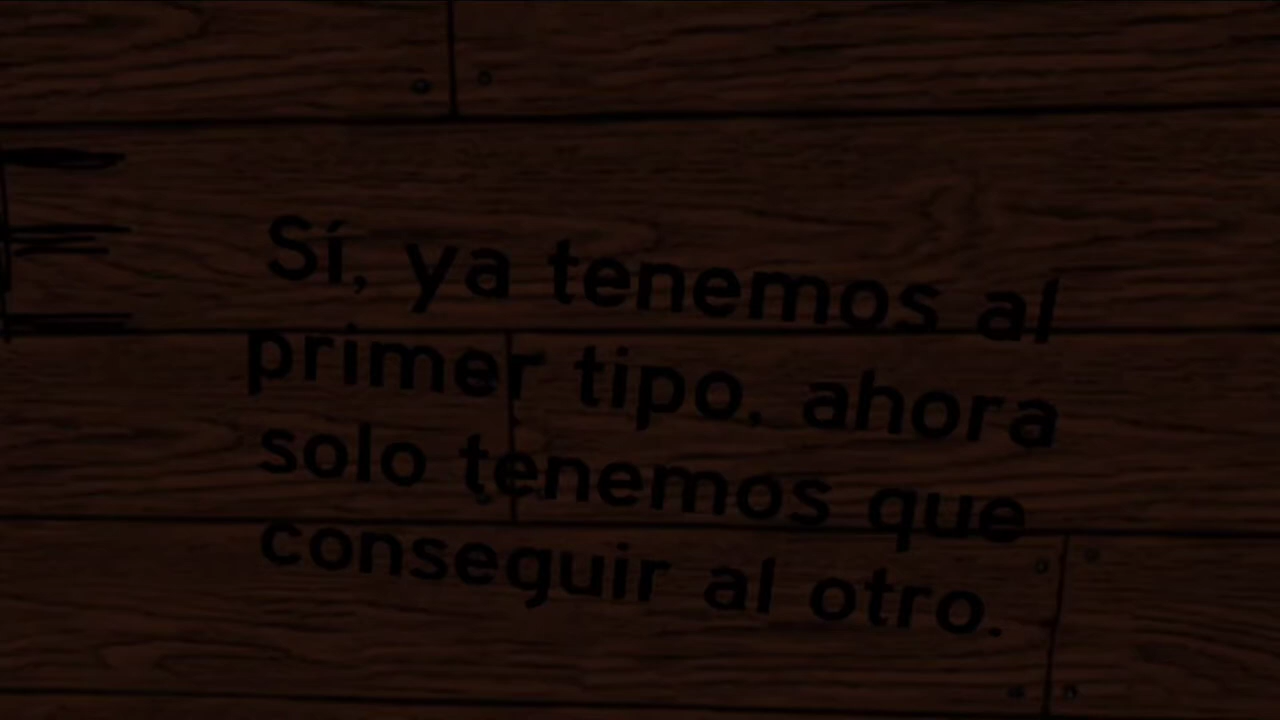 Sí, ya tenemos al
primer tipo, ahora
solo tenemos que
conseguir al otro.